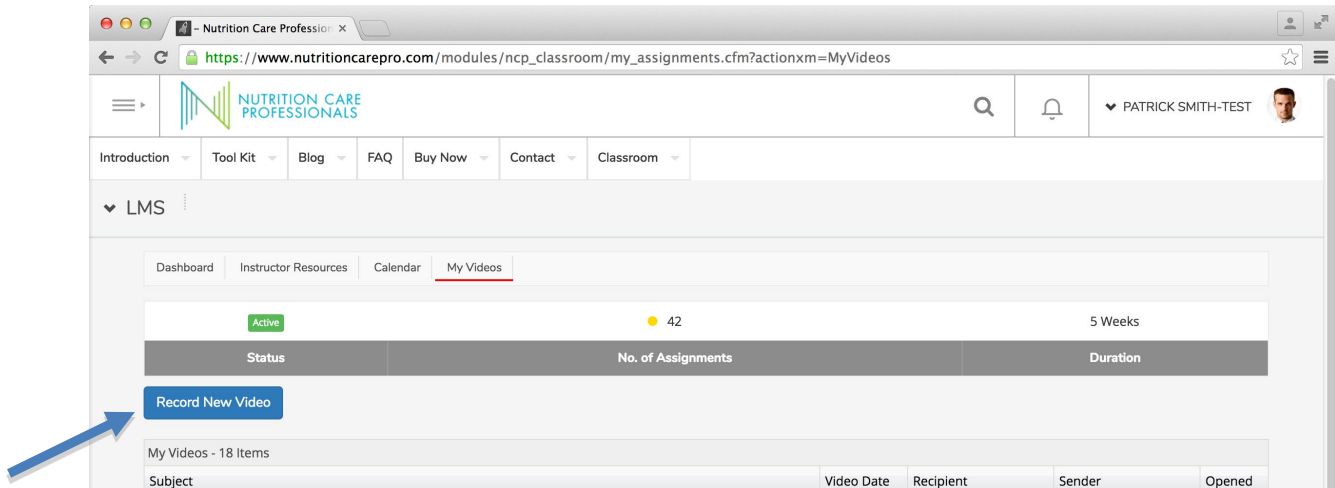 – Nutrition Care Profession
https://www.nutritioncarepro.com/modules/ncp_classroom/my_assignments.cfm?actionxm=MyVideos
NUTRITION CARE
PROFESSIONALS
PATRICK SMITH-TEST
Introduction Tool Kit Blog FAQ Buy Now Contact Classroom
LMS
Dashboard Instructor Resources Calendar My Videos
Active 42 5 Weeks
Status No. of Assignments Duration
Record New Video
My Videos - 18 Items
Subject Video Date Recipient Sender Opened